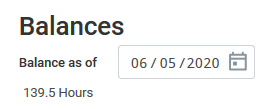 Balances
Balance as of 06 / 05 / 2020
139.5 Hours